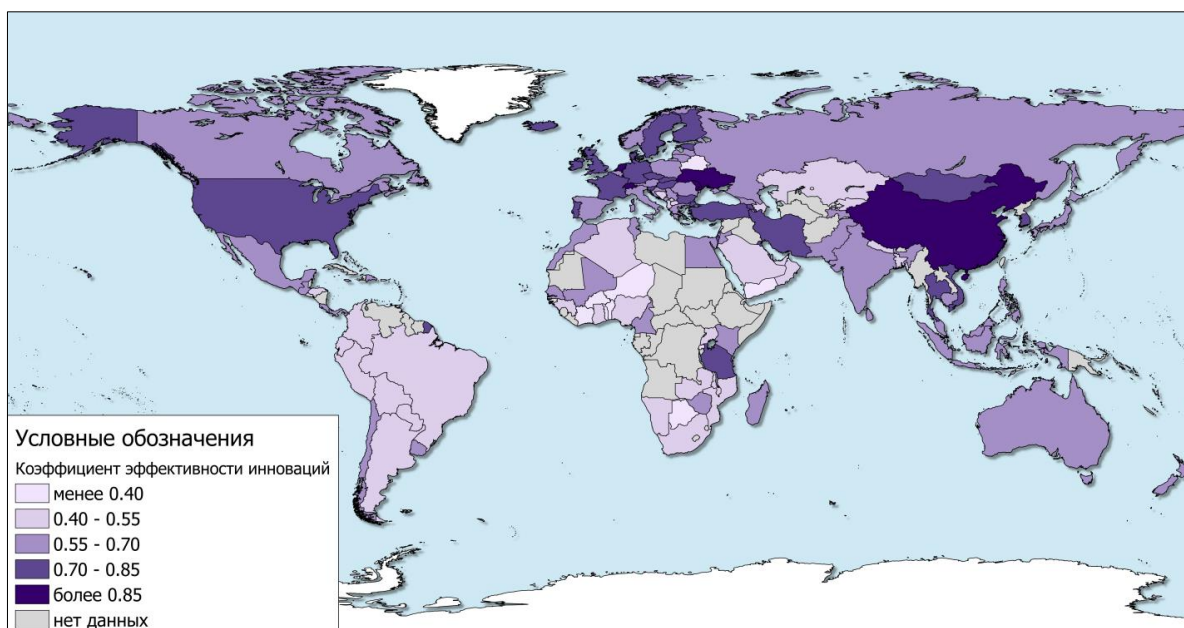 Условные обозначения
Коэффициент эффективности инноваций
менее 0.40
0.40 - 0.55
0.55 - 0.70
0.70 - 0.85
более 0.85
нет данных